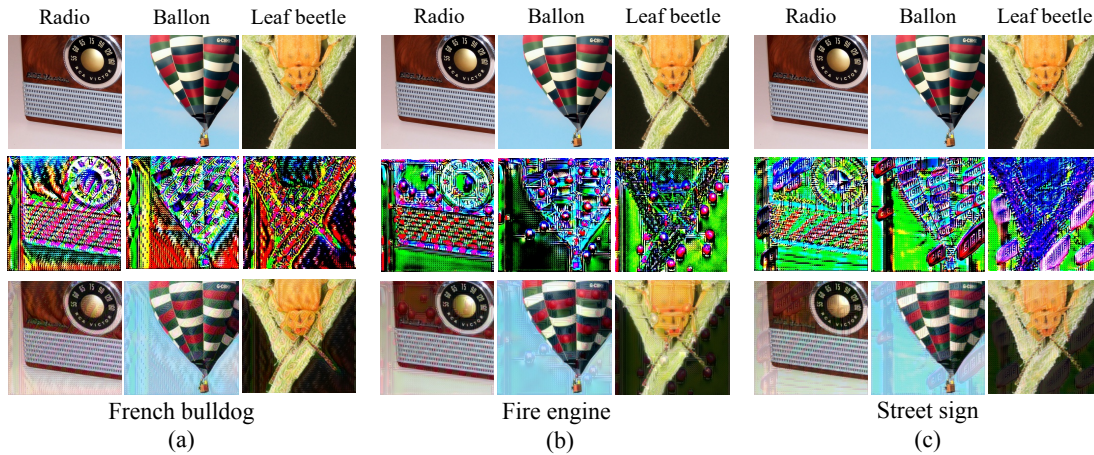 Radio Ballon Leaf beetle Radio Ballon Leaf beetle Radio Ballon Leaf beetle
French bulldog Fire engine Street sign
(a) (b) (c)